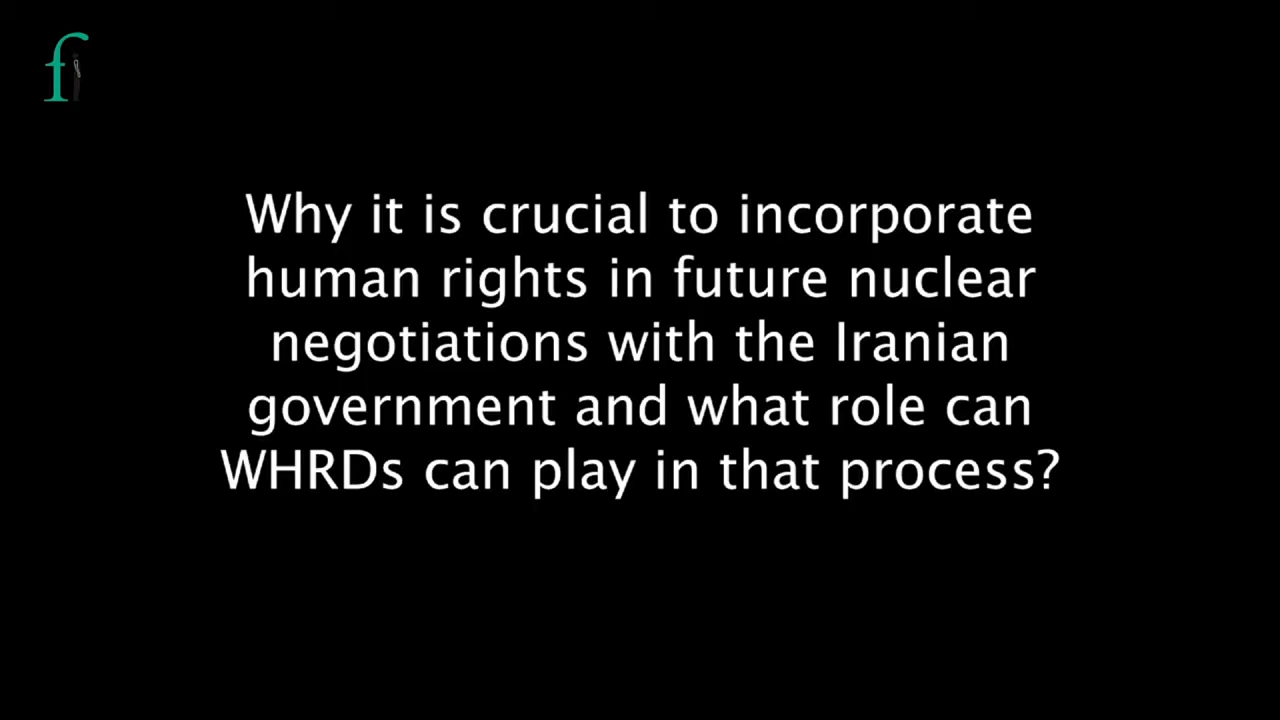 f
Why it is crucial to incorporate
human rights in future nuclear
negotiations with the Iranian
government and what role can
WHRDs can play in that process?